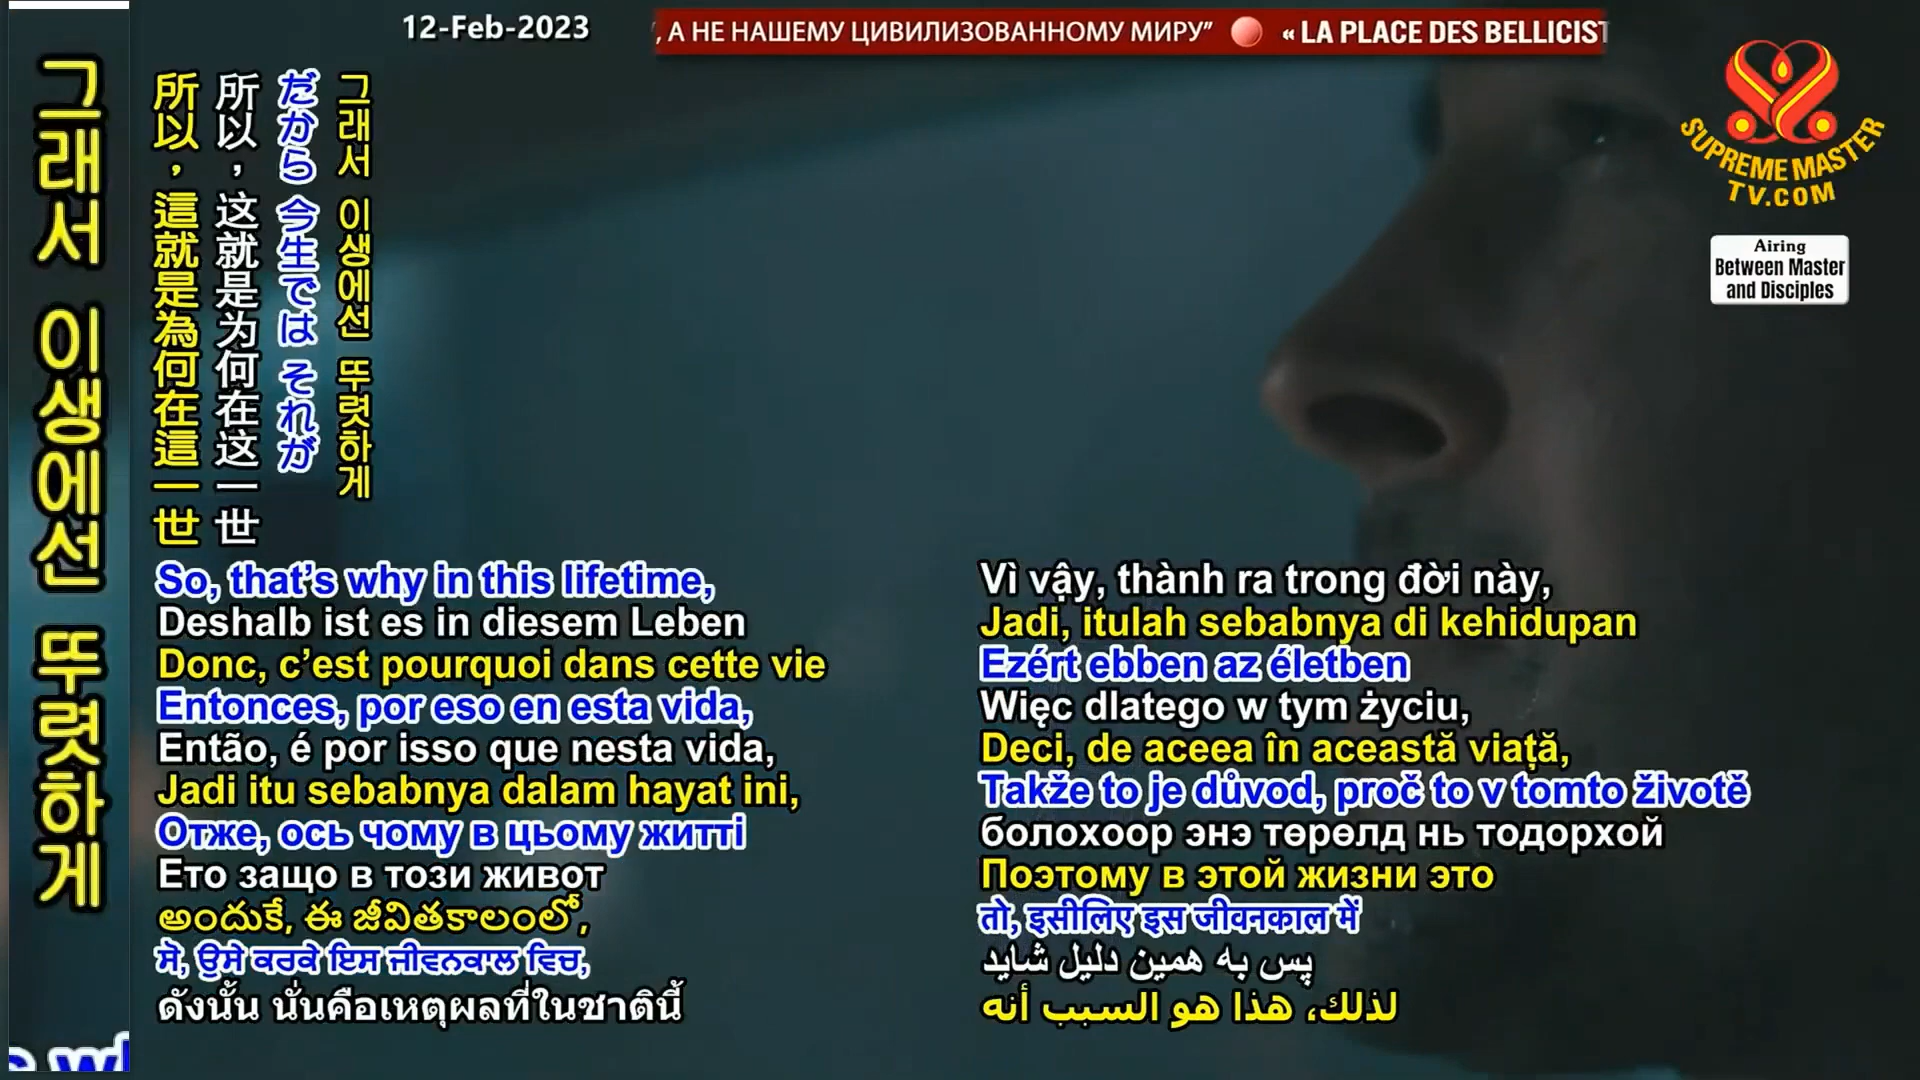 12-Feb-2023
, А НЕ НАШЕМУ ЦИВИЛИЗОВАННОМУ МИРУ” « LA PLACE DES BELLICIST
SUPREME MASTER
TV.COM
Airing
Between Master
and Disciples
그래서 이생에선 뚜렷하게
所以，這就是為何在這一世
所以，这就是为何在这一世
だから 今生では それが
그래서 이생에선 뚜렷하게
So, that’s why in this lifetime,
Deshalb ist es in diesem Leben
Donc, c’est pourquoi dans cette vie
Entonces, por eso en esta vida,
Então, é por isso que nesta vida,
Jadi itu sebabnya dalam hayat ini,
Отже, ось чому в цьому житті
Ето защо в този живот
అందుకే, ఈ జీవితకాలంలో,
ਸੋ, ਉਸੇ ਕਰਕੇ ਇਸ ਜੀਵਨਕਾਲ ਵਿਚ,
ดังนั้น นั่นคือเหตุผลที่ในชาตินี้
Vì vậy, thành ra trong đời này,
Jadi, itulah sebabnya di kehidupan
Ezért ebben az életben
Więc dlatego w tym życiu,
Deci, de aceea în această viață,
Takže to je důvod, proč to v tomto životě
болохоор энэ төрөлд нь тодорхой
Поэтому в этой жизни это
तो, इसीलिए इस जीवनकाल में
پس به همین دلیل شاید
لذلك، هذا هو السبب أنه